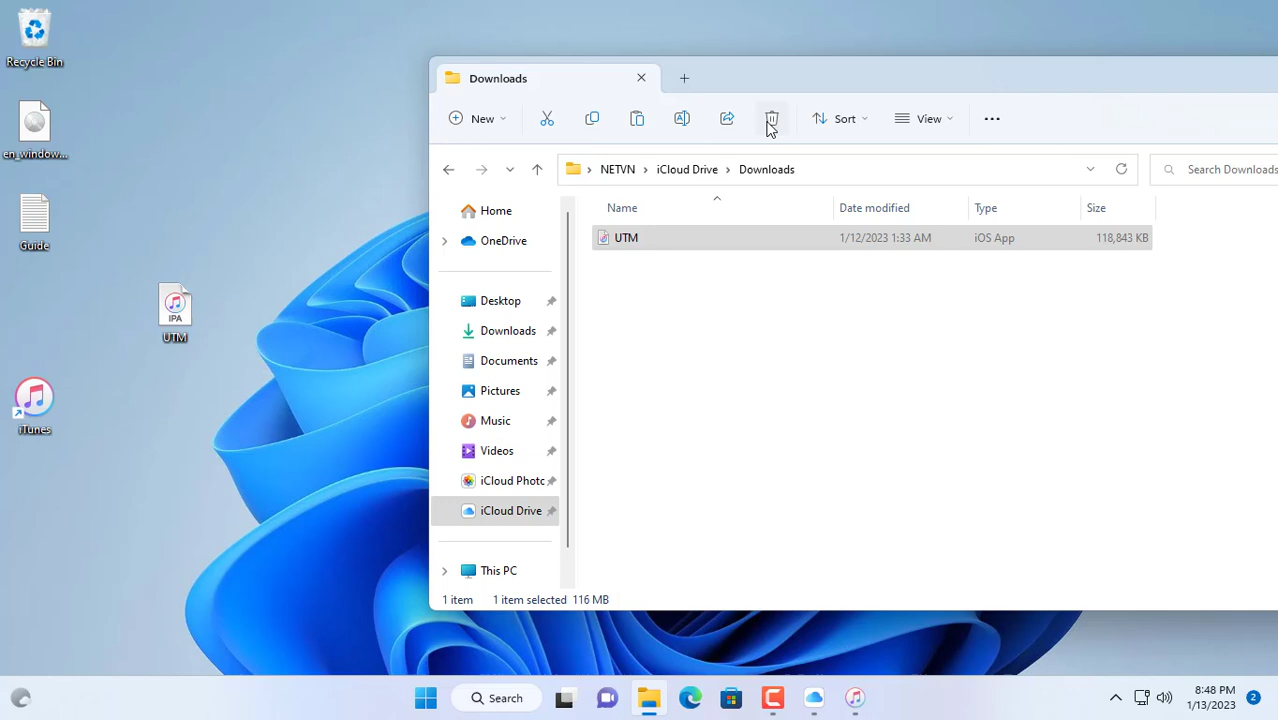 Recycle Bin
en_window...
Guide
IPA
UTM
iTunes
Downloads
New
Sort
View
NETVN
iCloud Drive
Downloads
Search Downloads
Home
OneDrive
Desktop
Downloads
Documents
Pictures
Music
Videos
iCloud Photc
iCloud Drive
This PC
Name
Date modified
Type
Size
UTM
1/12/2023 1:33 AM
iOS App
118,843 KB
1 item
1 item selected
116 MB
Search
8:48 PM
1/13/2023
2